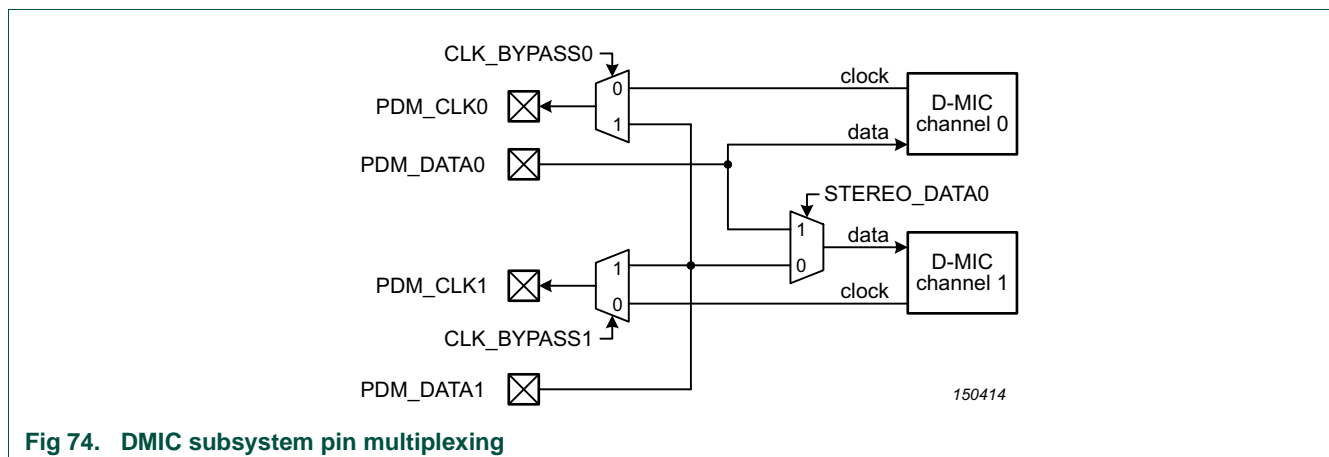 CLK_BYPASS0
clock
PDM_CLK0
0
1
D-MIC
channel 0
data
PDM_DATA0
STEREO_DATA0
1
data
0
PDM_CLK1
1
0
D-MIC
channel 1
clock
CLK_BYPASS1
PDM_DATA1
150414
Fig 74. DMIC subsystem pin multiplexing